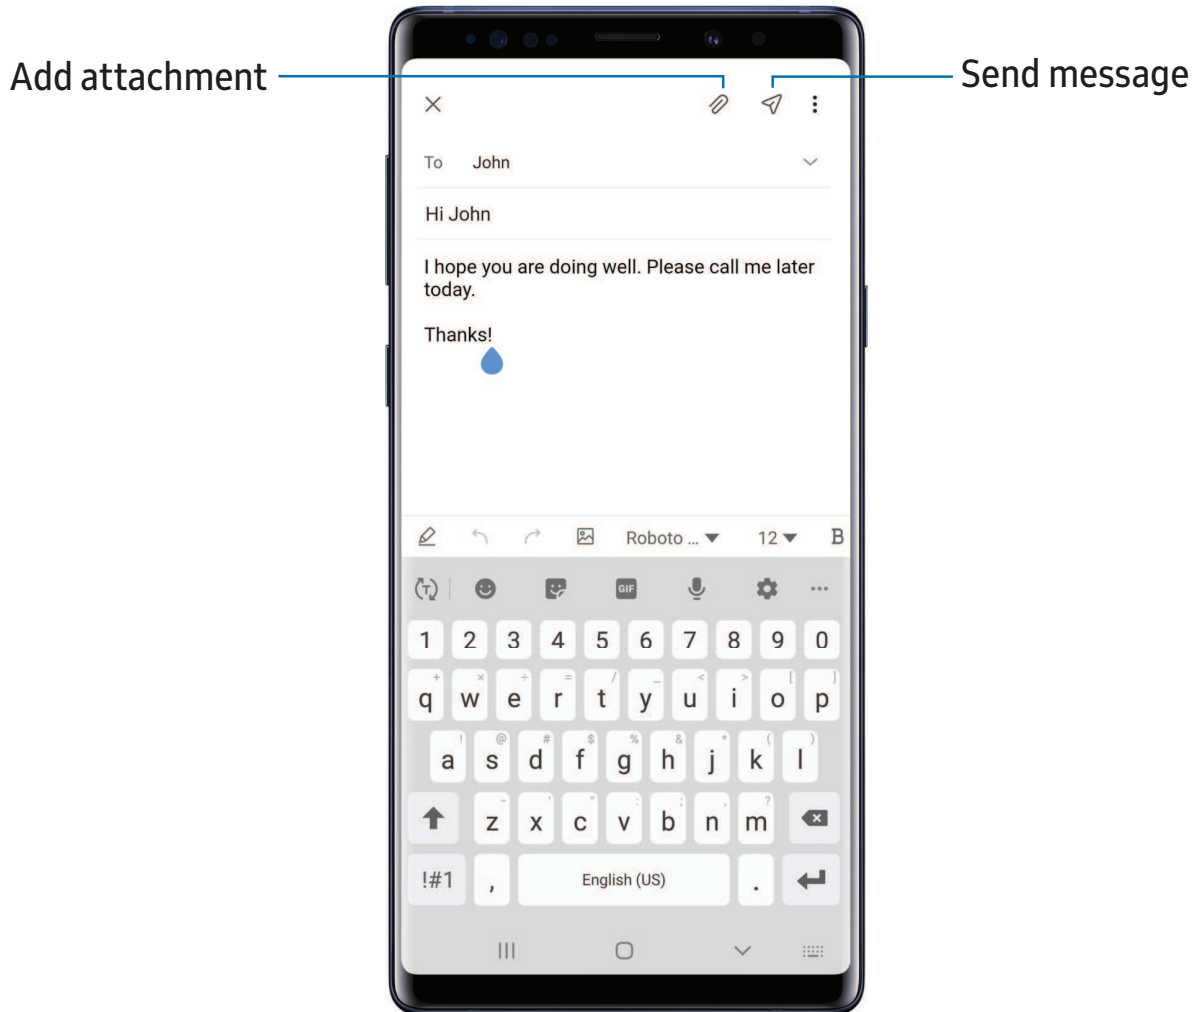 Add attachment
Send message
To John
Hi John
I hope you are doing well. Please call me later
today.
Thanks!
Roboto ... 12 B
T GIF
1 2 3 4 5 6 7 8 9 0
+ × ÷ = / _ < > [ ]
q w e r t y u i o p
! @ # $ % & * ( )
a s d f g h j k l
- ' " : ; , ?
z x c v b n m
!#1 , English (US) .